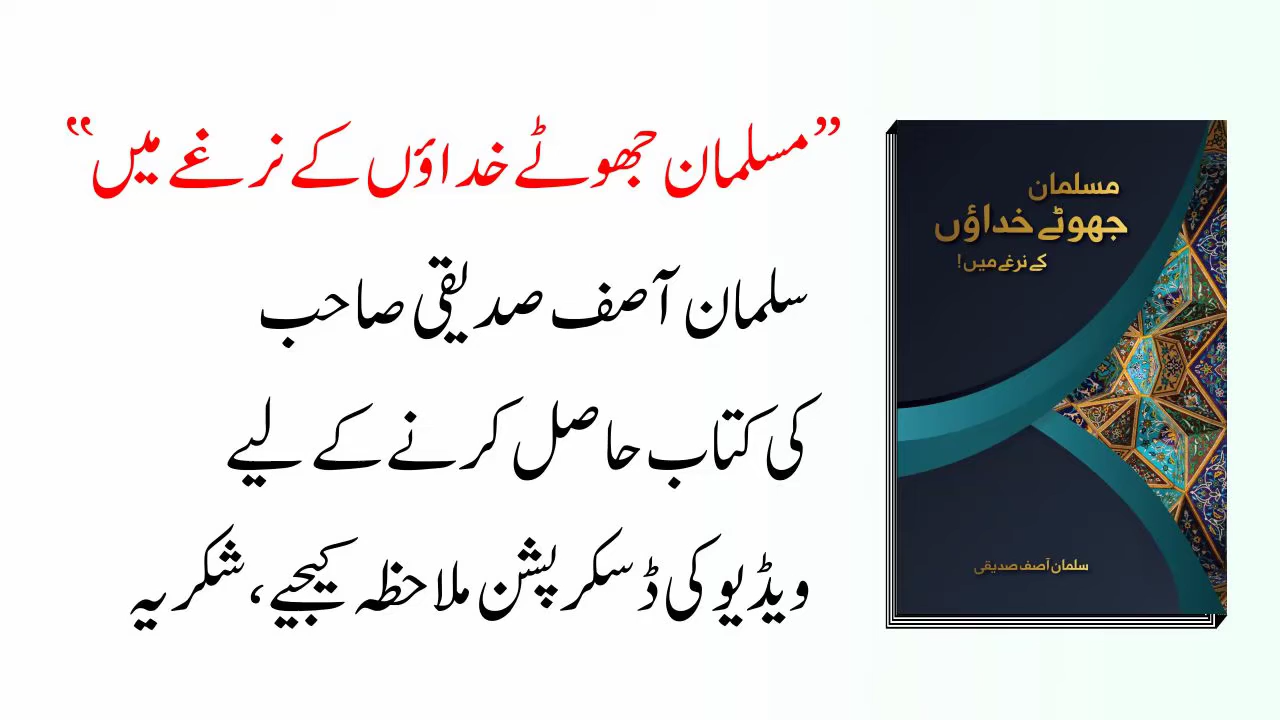 ”مسلمان جھوٹے خداؤں کے نرغے میں“
سلمان آصف صدیقی صاحب
کی کتاب حاصل کرنے کے لیے
ویڈیو کی ڈسکرپشن ملاحظہ کیجیے، شکریہ
مسلمان
جھوٹے خداؤں
کے نرغے میں!
سلمان آصف صدیقی